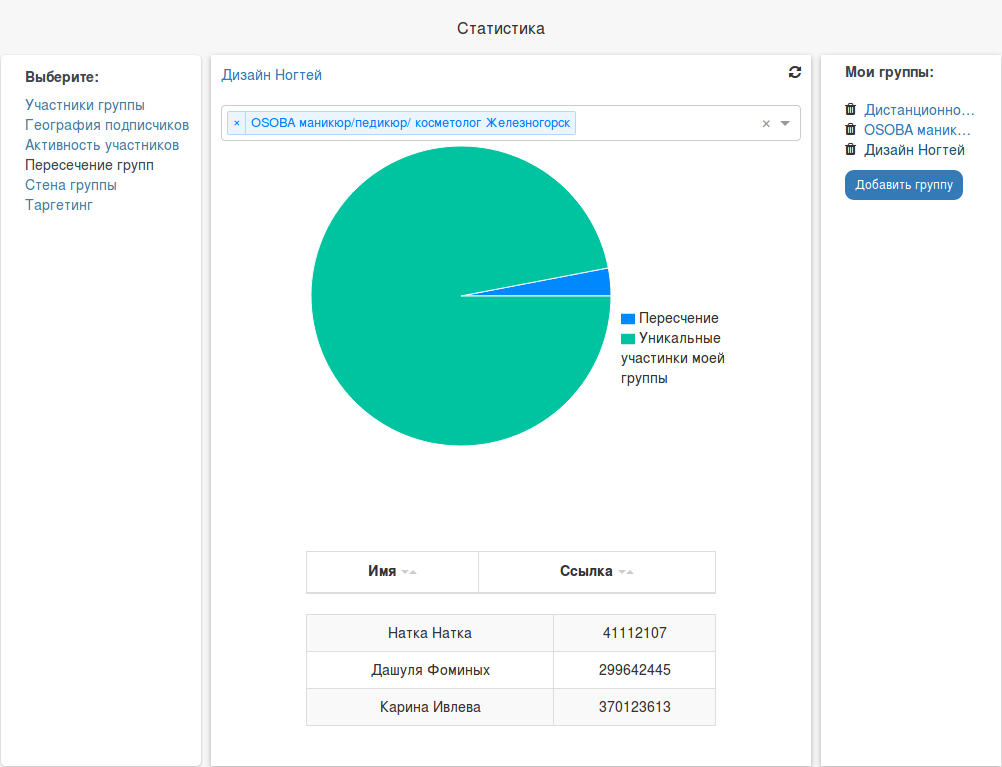 Статистика
Выберите:
Участники группы
География подписчиков
Активность участников
Пересечение групп
Стена группы
Таргетинг
Дизайн Ногтей
× OSOBA маникюр/педикюр/ косметолог Железногорск ×
Пересчение
Уникальные
участинки моей
группы
Имя Ссылка
Натка Натка 41112107
Дашуля Фоминых 299642445
Карина Ивлева 370123613
Мои группы:
Дистанционно...
OSOBA маник...
Дизайн Ногтей
Добавить группу